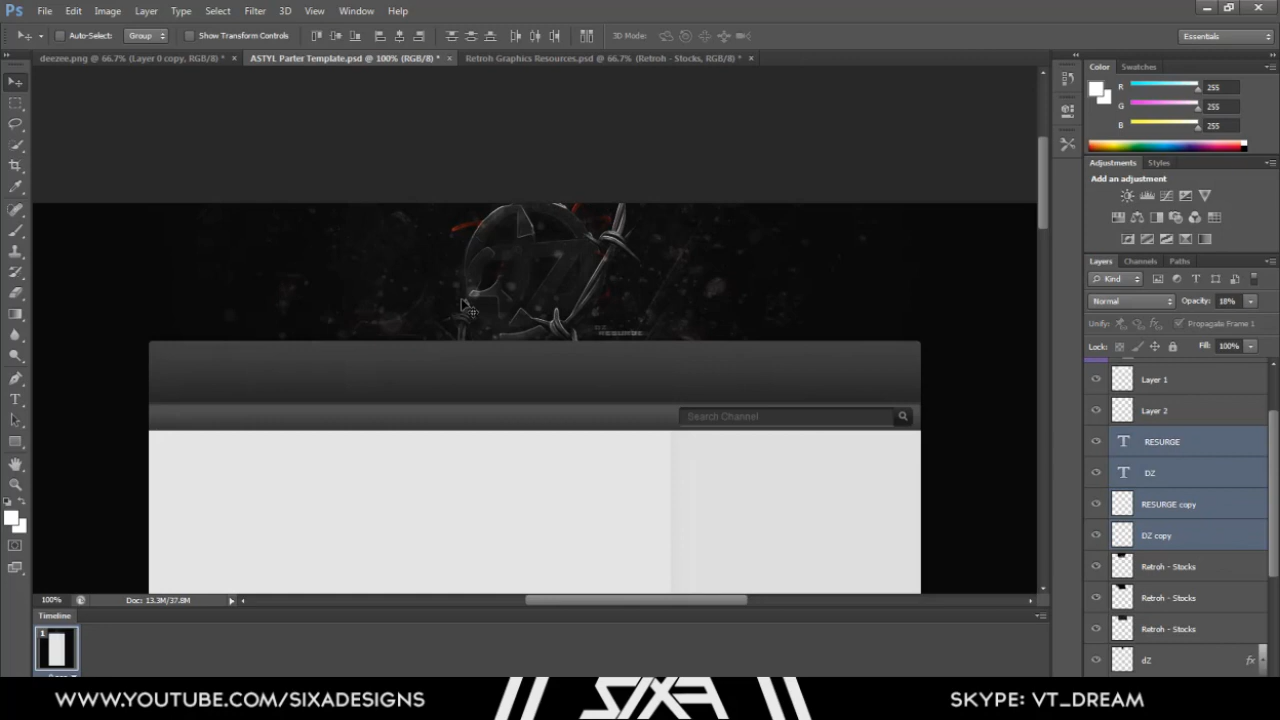 Ps File Edit Image Layer Type Select Filter 3D View Window Help
Auto-Select: Group Show Transform Controls 3D Mode: Essentials
deezee.png @ 66.7% (Layer 0 copy, RGB/8) * × ASTYL Parter Template.psd @ 100% (RGB/8) * × Retroh Graphics Resources.psd @ 66.7% (Retroh - Stocks, RGB/8) * ×
Color Swatches
R 255
G 255
B 255
Adjustments Styles
Add an adjustment
Layers Channels Paths
Kind
Normal Opacity: 18%
Unify: Propagate Frame 1
Lock: Fill: 100%
Layer 1
Layer 2
T RESURGE
T DZ
RESURGE copy
DZ copy
Retroh - Stocks
Retroh - Stocks
Retroh - Stocks
dZ fx
Search Channel
100% Doc: 13.3M/37.8M
Timeline
1
WWW.YOUTUBE.COM/SIXADESIGNS SIXA SKYPE: VT_DREAM